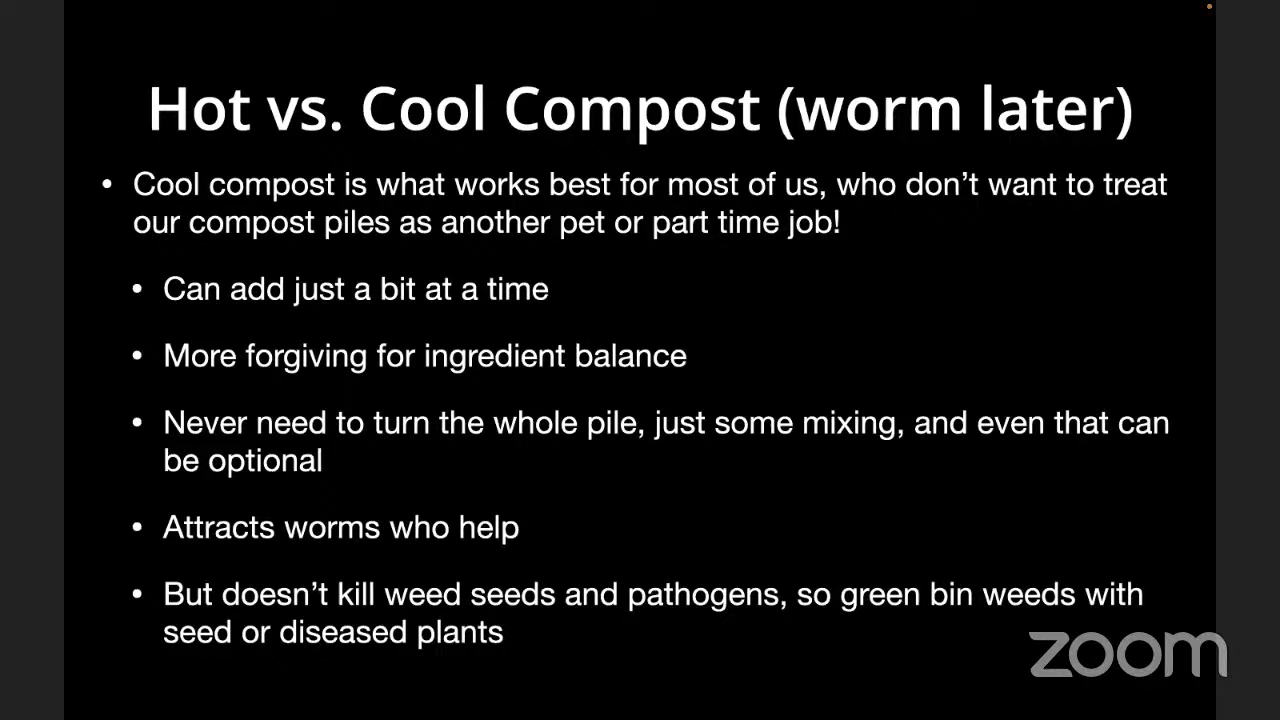 Hot vs. Cool Compost (worm later)
• Cool compost is what works best for most of us, who don’t want to treat
our compost piles as another pet or part time job!
• Can add just a bit at a time
• More forgiving for ingredient balance
• Never need to turn the whole pile, just some mixing, and even that can
be optional
• Attracts worms who help
• But doesn’t kill weed seeds and pathogens, so green bin weeds with
seed or diseased plants
zoom